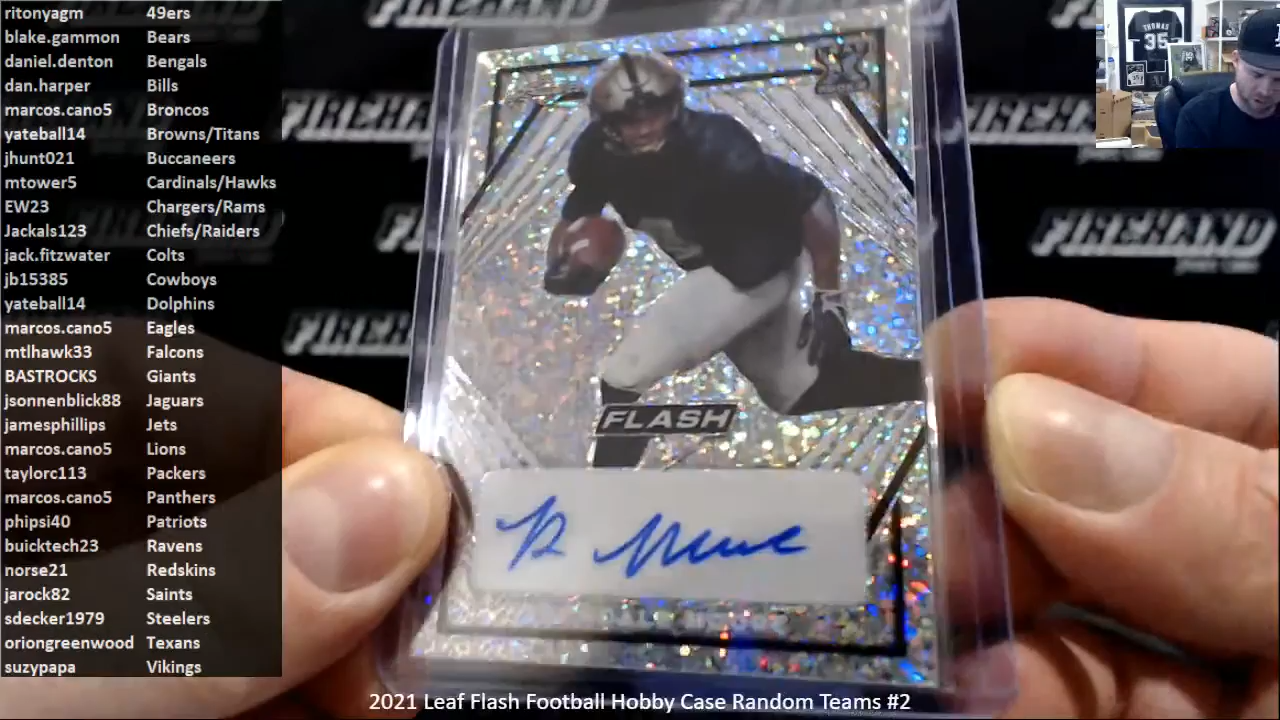 ritonyagm 49ers
blake.gammon Bears
daniel.denton Bengals
dan.harper Bills
marcos.cano5 Broncos
yateball14 Browns/Titans
jhunt021 Buccaneers
mtower5 Cardinals/Hawks
EW23 Chargers/Rams
Jackals123 Chiefs/Raiders
jack.fitzwater Colts
jb15385 Cowboys
yateball14 Dolphins
marcos.cano5 Eagles
mtlhawk33 Falcons
BASTROCKS Giants
jsonnenblick88 Jaguars
jamesphillips Jets
marcos.cano5 Lions
taylorc113 Packers
marcos.cano5 Panthers
phipsi40 Patriots
buicktech23 Ravens
norse21 Redskins
jarock82 Saints
sdecker1979 Steelers
oriongreenwood Texans
suzypapa Vikings
THOMAS
35
FIREHAND
FLASH
2021 Leaf Flash Football Hobby Case Random Teams #2